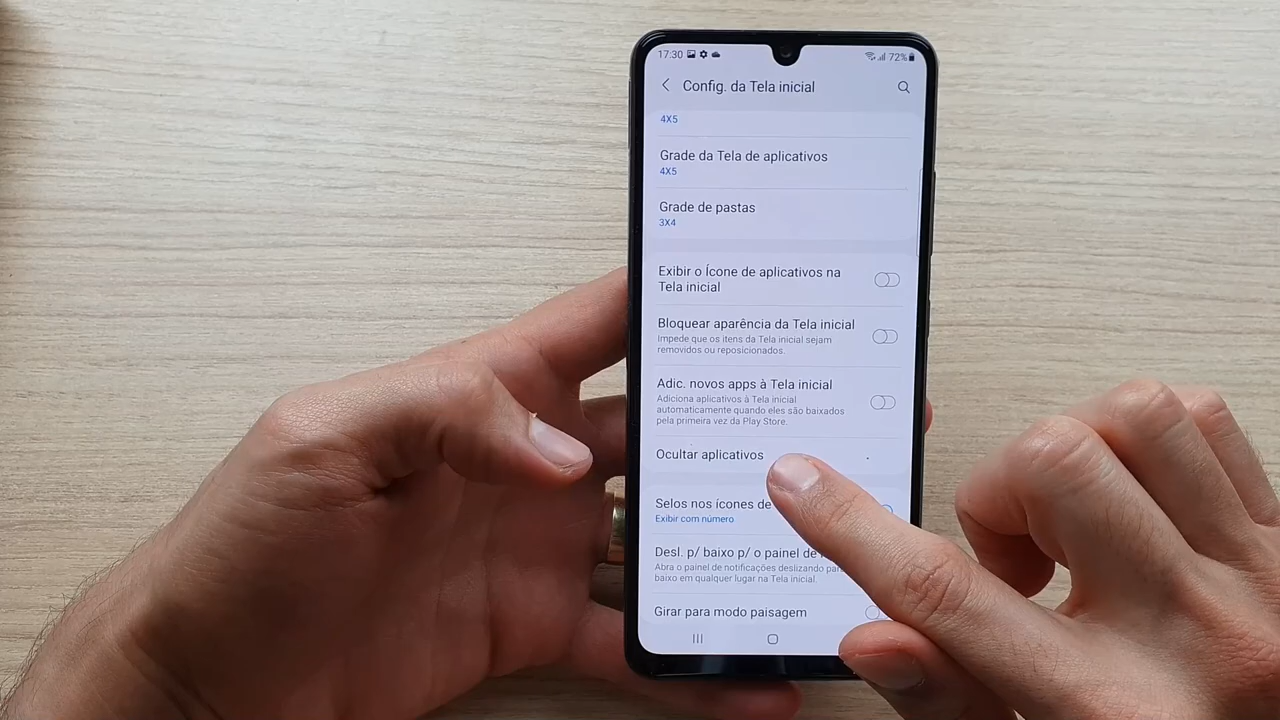 17:30
72%
Config. da Tela inicial
4X5
Grade da Tela de aplicativos
4X5
Grade de pastas
3X4
Exibir o Ícone de aplicativos na
Tela inicial
Bloquear aparência da Tela inicial
Impede que os itens da Tela inicial sejam
removidos ou reposicionados.
Adic. novos apps à Tela inicial
Adiciona aplicativos à Tela inicial
automaticamente quando eles são baixados
pela primeira vez da Play Store.
Ocultar aplicativos
Selos nos ícones de
Exibir com número
Desl. p/ baixo p/ o painel de
Abra o painel de notificações deslizando
baixo em qualquer lugar na Tela inicial.
Girar para modo paisagem